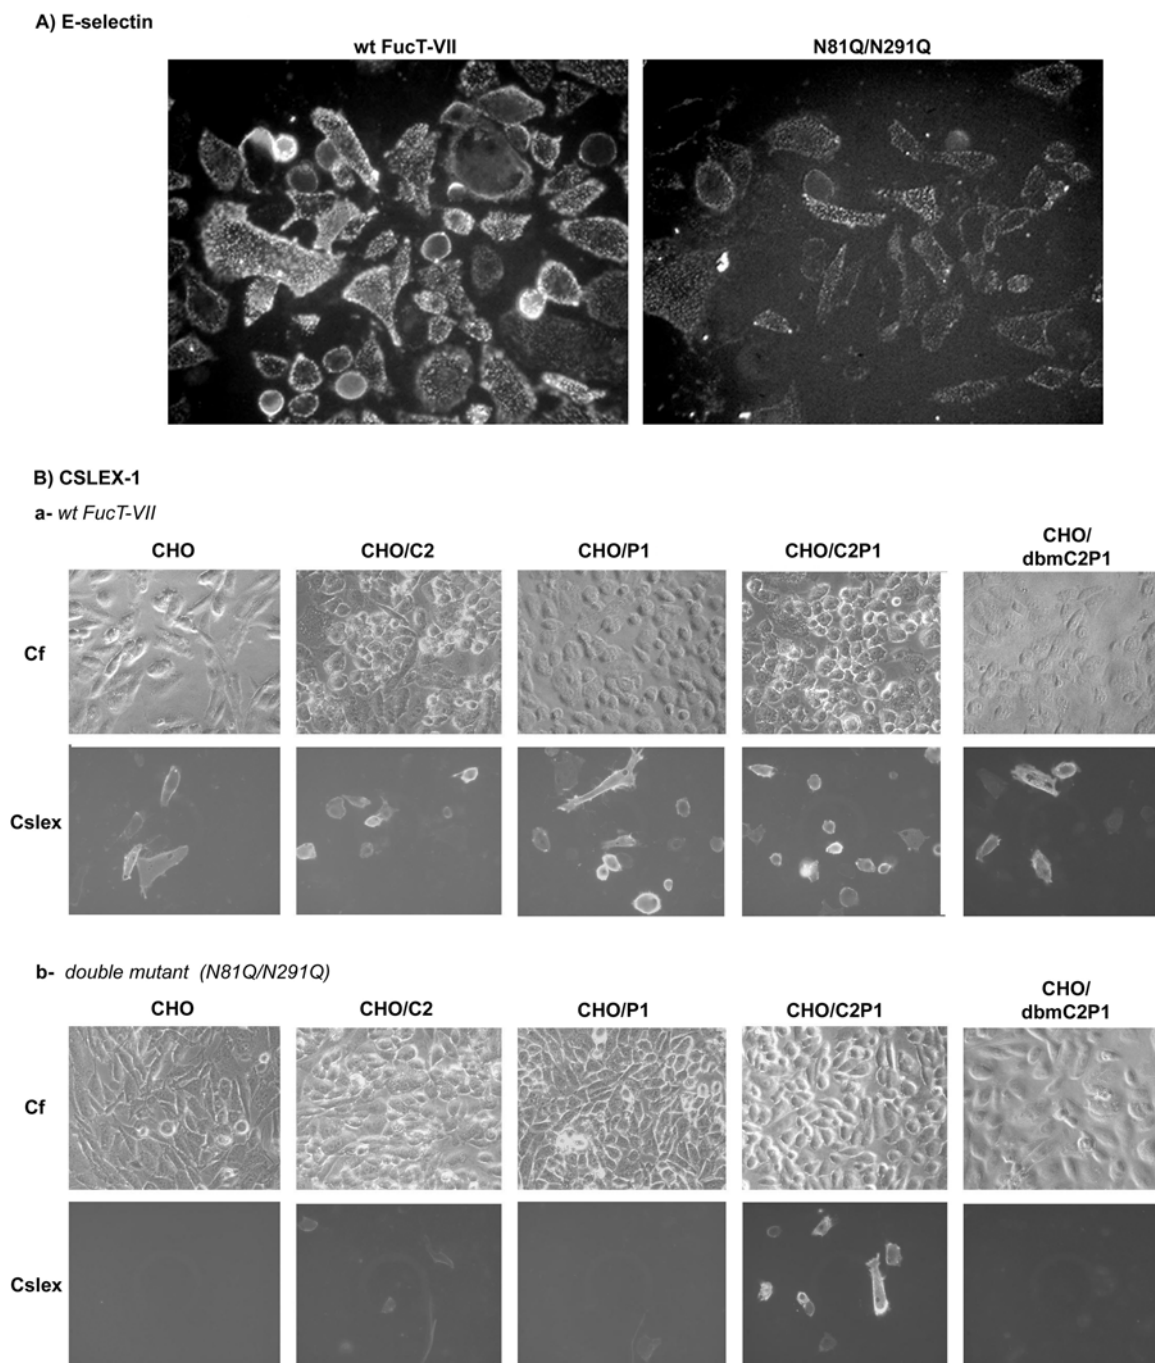 A) E-selectin
wt FucT-VII N81Q/N291Q
B) CSLEX-1
a- wt FucT-VII
CHO CHO/C2 CHO/P1 CHO/C2P1 CHO/
dbmC2P1
Cf
Cslex
b- double mutant (N81Q/N291Q)
CHO CHO/C2 CHO/P1 CHO/C2P1 CHO/
dbmC2P1
Cf
Cslex